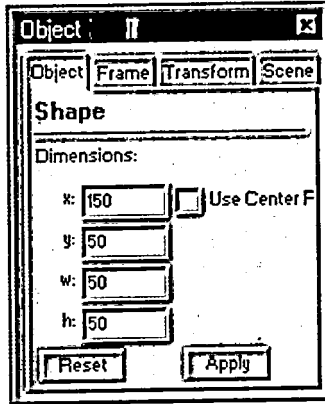 Object
Object Frame Transform Scene
Shape
Dimensions:
x: 150 Use Center F
y: 50
w: 50
h: 50
Reset Apply